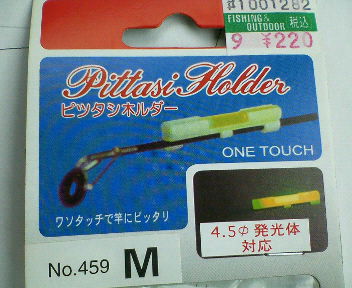 #1001282
FISHING&
OUTDOOR 税込
9 ¥220
Pittasi Holder
ピツタシホルダー
ONE TOUCH
ワソタッチで竿にピッタリ
4.5Φ 発光体
対応
No.459 M